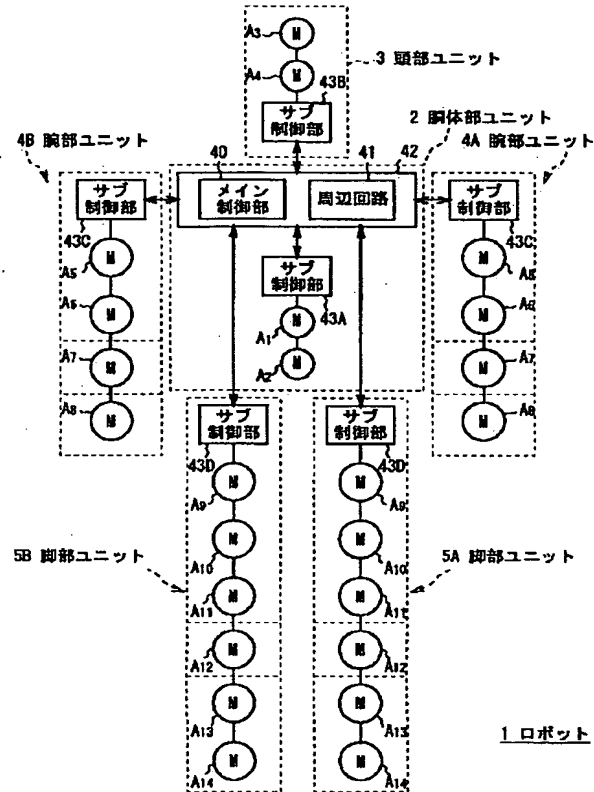 A3
M
A4
M
3 頭部ユニット
43B
サブ
制御部
4B 腕部ユニット
2 胴体部ユニット
4A 腕部ユニット
サブ
制御部
43C
40
メイン
制御部
41
周辺回路
42
サブ
制御部
43C
A5
M
A6
M
A7
M
A8
M
サブ
制御部
43A
A1
M
A2
M
A5
M
A6
M
A7
M
A8
M
サブ
制御部
43D
サブ
制御部
43D
A9
M
A10
M
A11
M
A12
M
A13
M
A14
M
A9
M
A10
M
A11
M
A12
M
A13
M
A14
M
5B 脚部ユニット
5A 脚部ユニット
1 ロボット